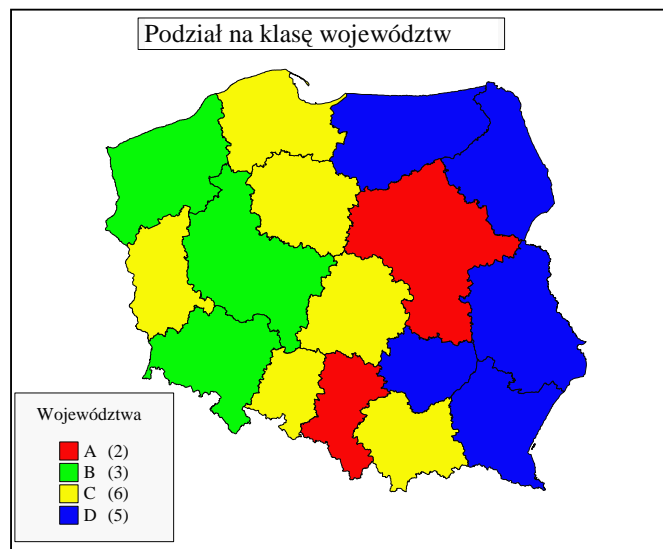 Podział na klasę województw
Województwa
A (2)
B (3)
C (6)
D (5)